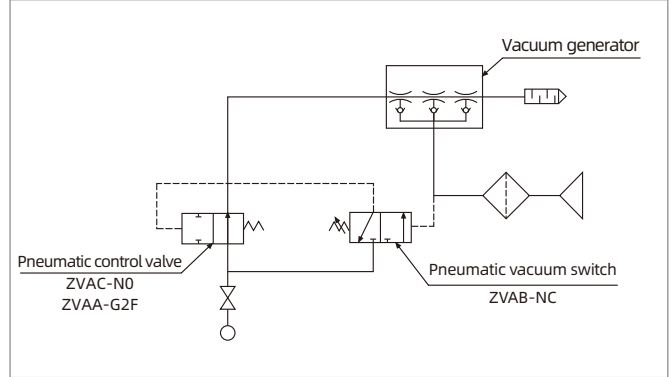 Vacuum generator
Pneumatic control valve
ZVAC-N0
ZVAA-G2F
Pneumatic vacuum switch
ZVAB-NC